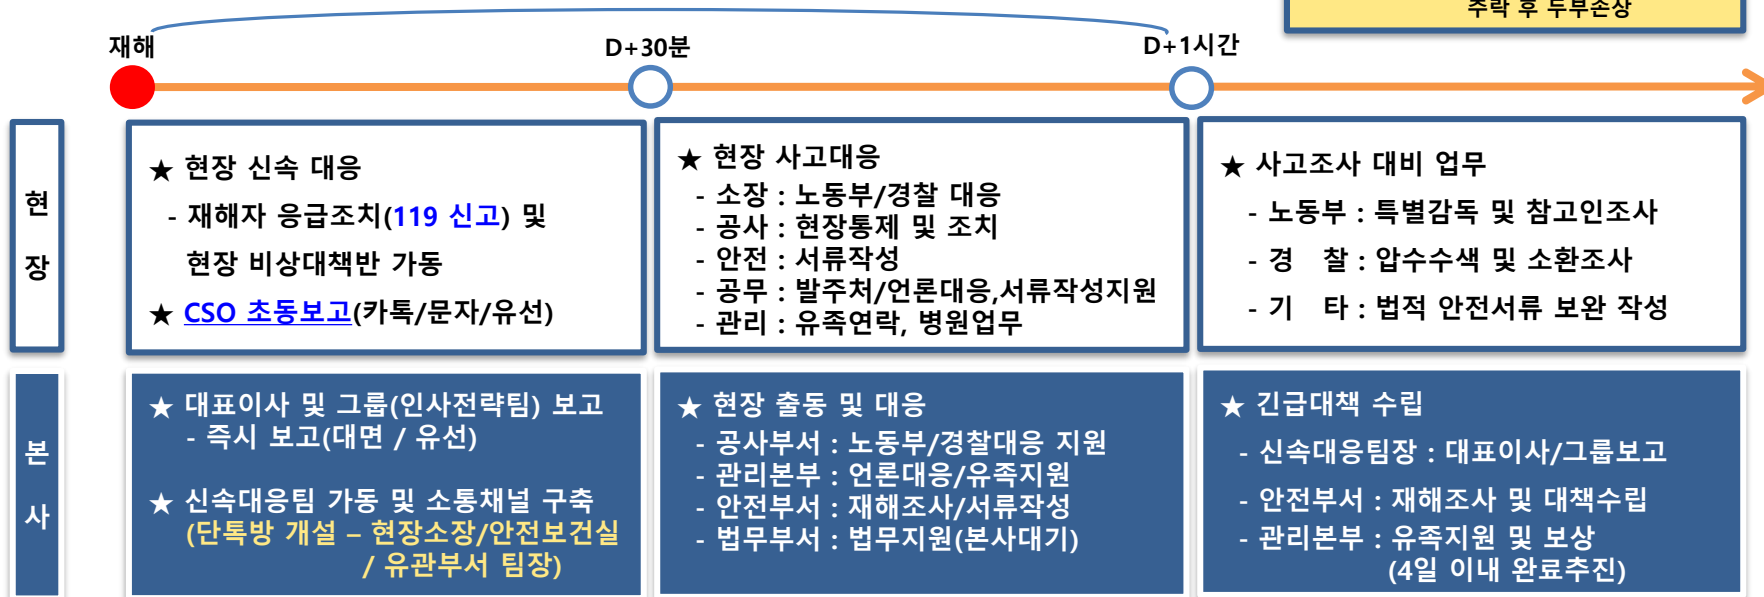 추락 후 두부손상
재해
D+30분
D+1시간
현
장
★ 현장 신속 대응
- 재해자 응급조치(119 신고) 및
현장 비상대책반 가동
★ CSO 초동보고(카톡/문자/유선)
★ 현장 사고대응
- 소장 : 노동부/경찰 대응
- 공사 : 현장통제 및 조치
- 안전 : 서류작성
- 공무 : 발주처/언론대응,서류작성지원
- 관리 : 유족연락, 병원업무
★ 사고조사 대비 업무
- 노동부 : 특별감독 및 참고인조사
- 경 찰 : 압수수색 및 소환조사
- 기 타 : 법적 안전서류 보완 작성
본
사
★ 대표이사 및 그룹(인사전략팀) 보고
- 즉시 보고(대면 / 유선)
★ 신속대응팀 가동 및 소통채널 구축
(단톡방 개설 – 현장소장/안전보건실
/ 유관부서 팀장)
★ 현장 출동 및 대응
- 공사부서 : 노동부/경찰대응 지원
- 관리본부 : 언론대응/유족지원
- 안전부서 : 재해조사/서류작성
- 법무부서 : 법무지원(본사대기)
★ 긴급대책 수립
- 신속대응팀장 : 대표이사/그룹보고
- 안전부서 : 재해조사 및 대책수립
- 관리본부 : 유족지원 및 보상
(4일 이내 완료추진)